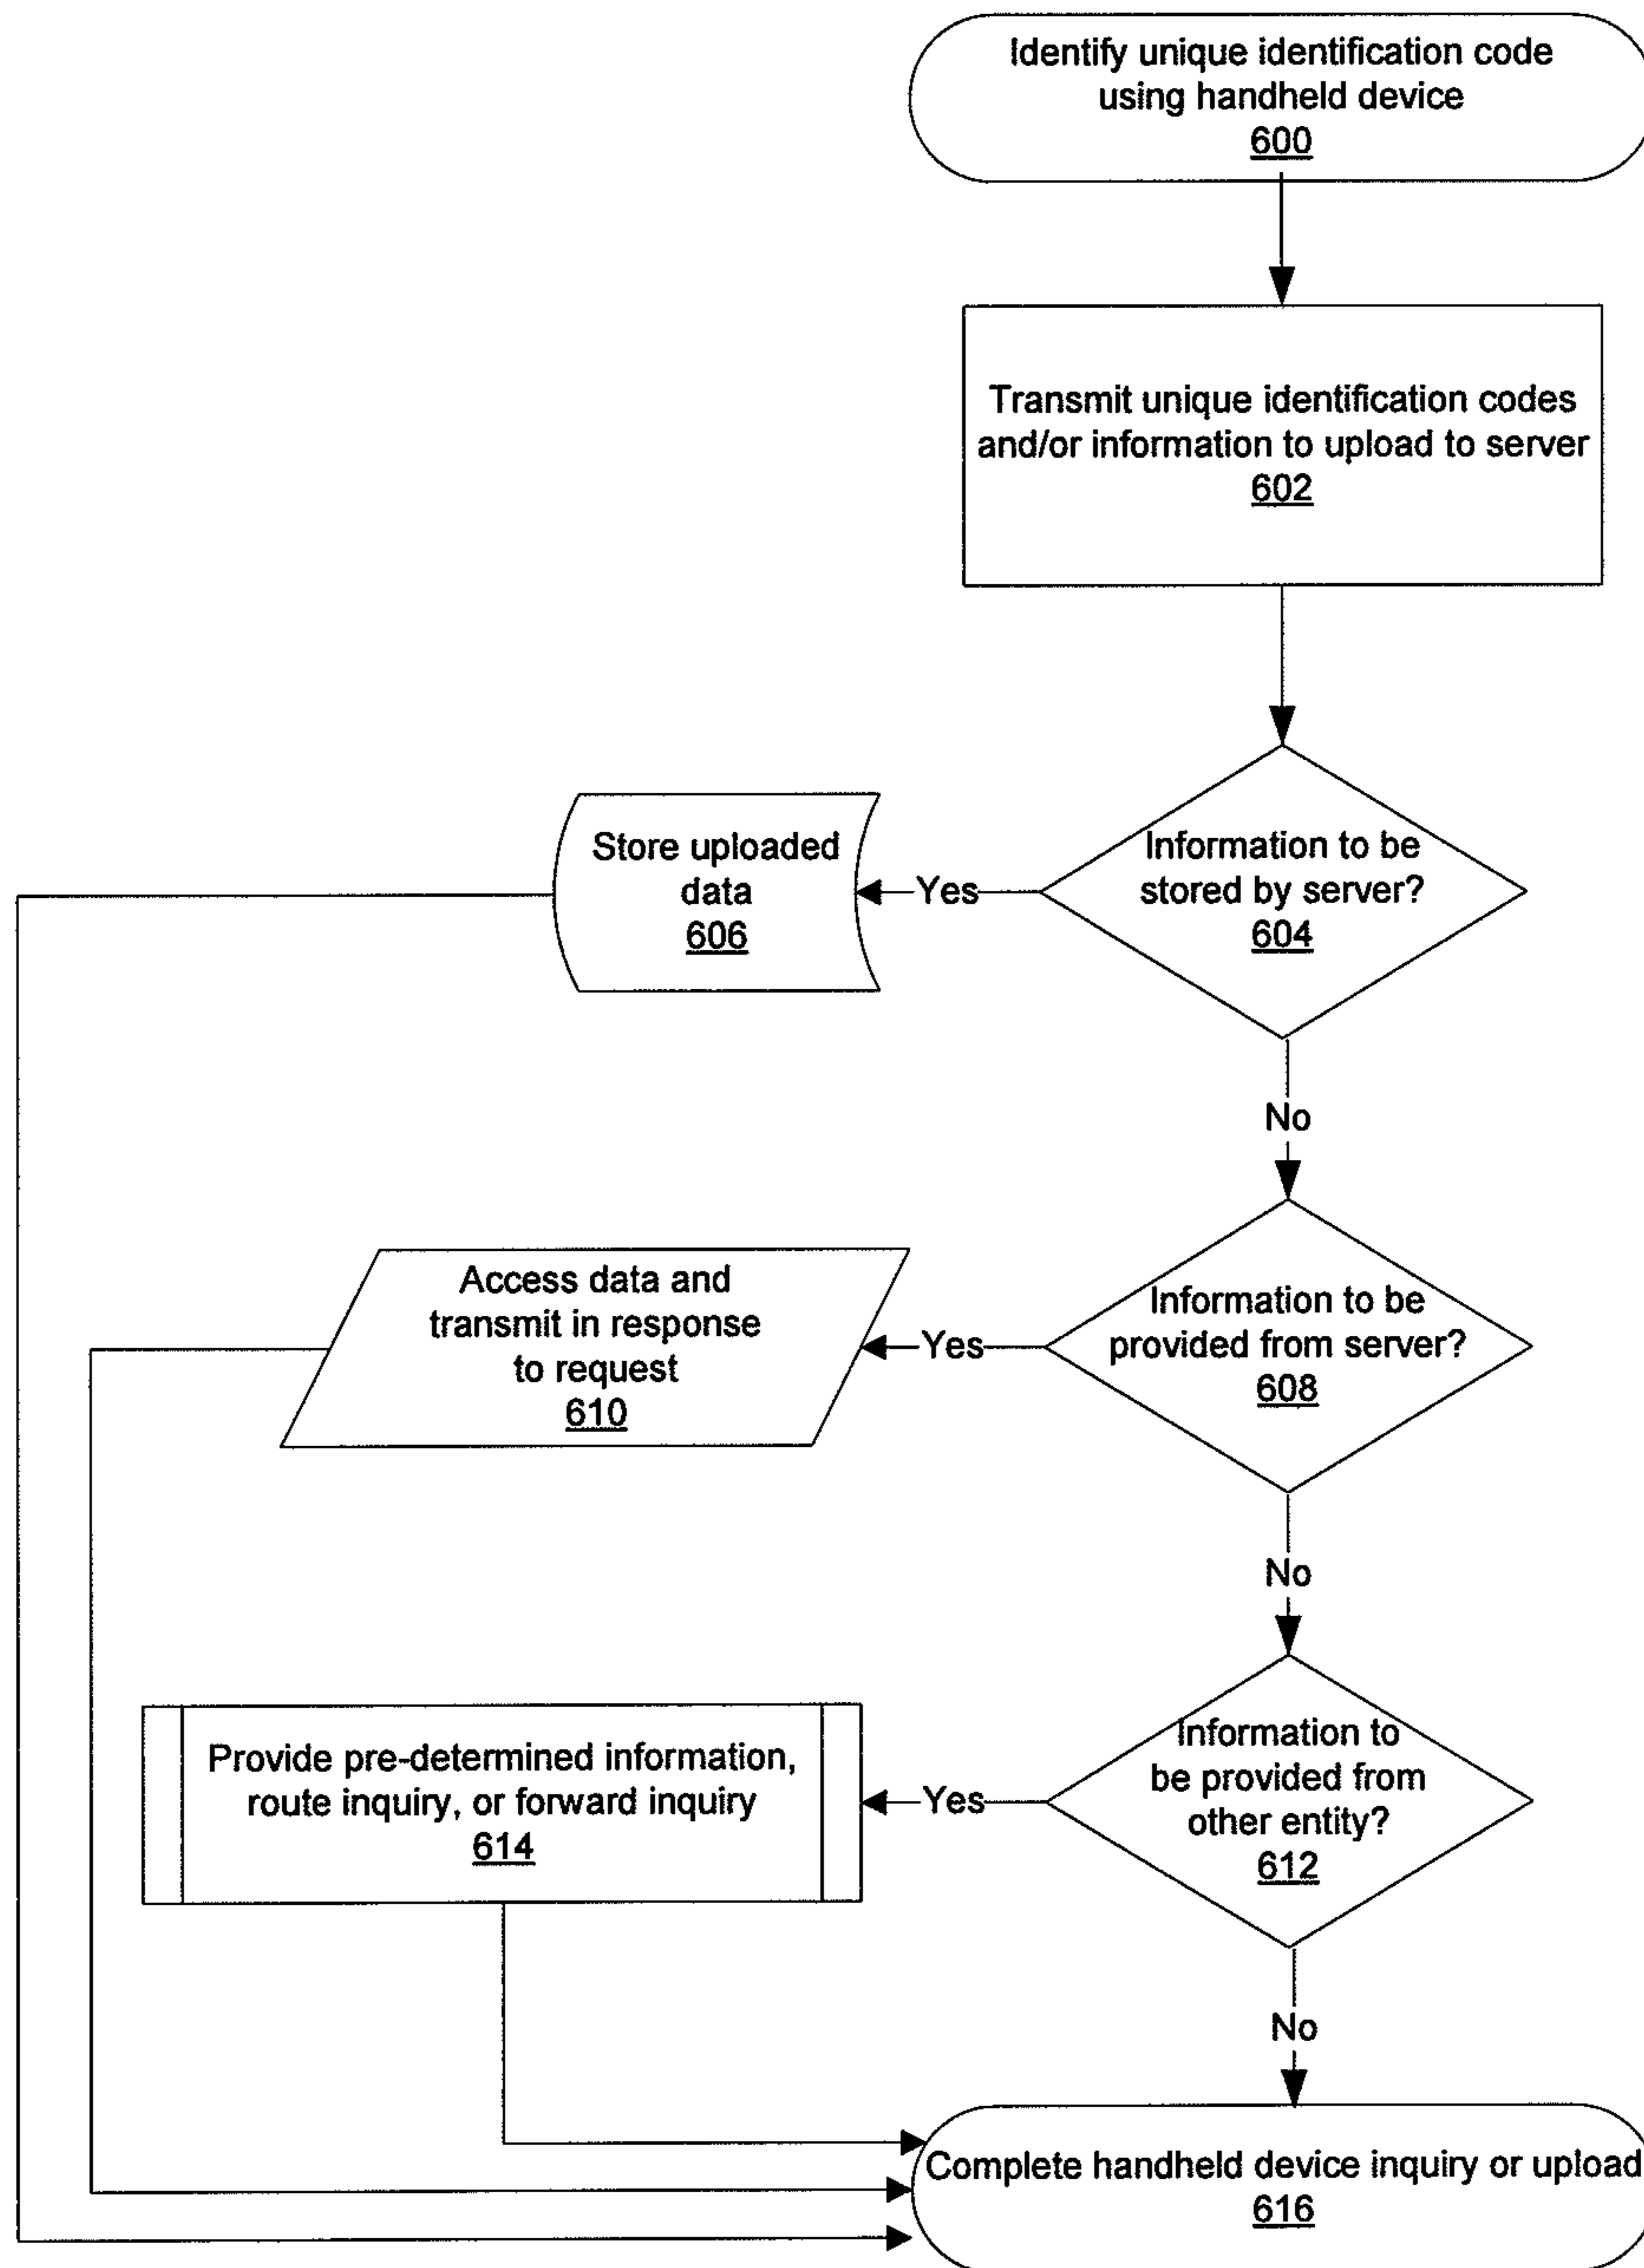 Identify unique identification code
using handheld device
600
Transmit unique identification codes
and/or information to upload to server
602
Information to be
stored by server?
604
Yes
Store uploaded
data
606
No
Information to be
provided from server?
608
Yes
Access data and
transmit in response
to request
610
No
Information to
be provided from
other entity?
612
Yes
Provide pre-determined information,
route inquiry, or forward inquiry
614
No
Complete handheld device inquiry or upload
616